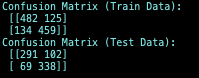 Confusion Matrix (Train Data):
[[482 125]
[134 459]]
Confusion Matrix (Test Data):
[[291 102]
[ 69 338]]